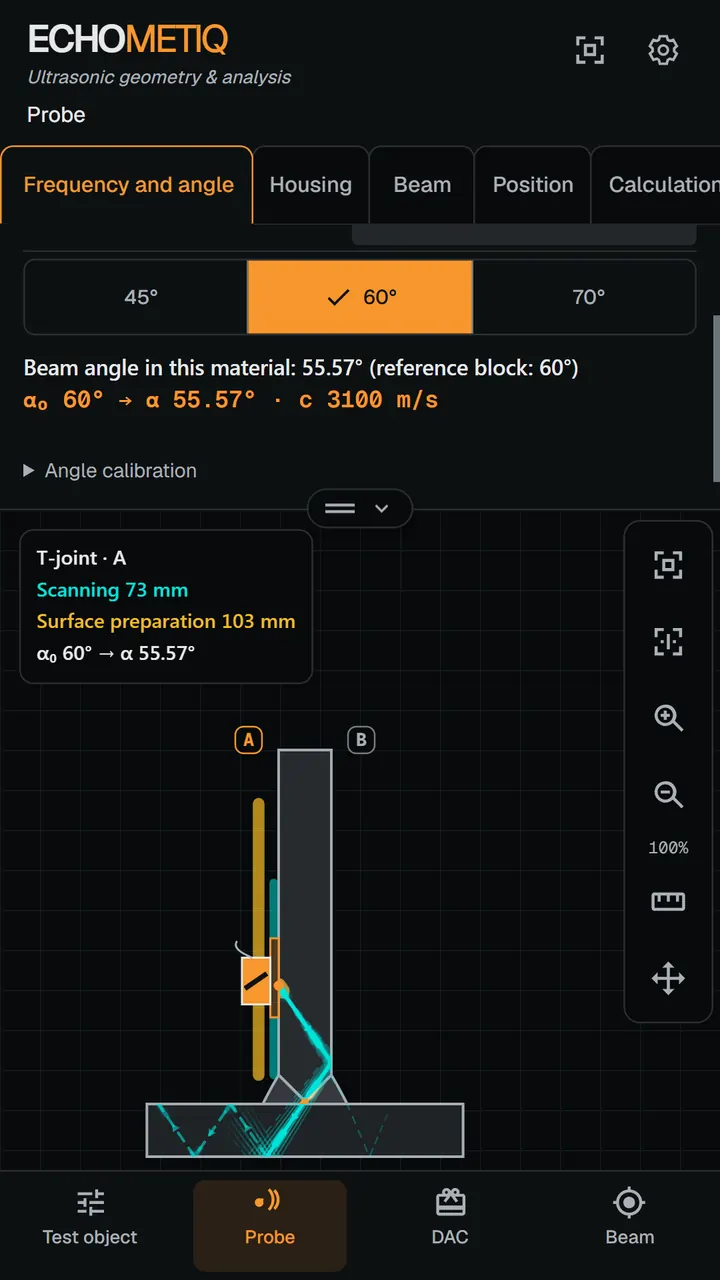 ECHOMETIQ
Ultrasonic geometry & analysis
Probe
Frequency and angle
Housing
Beam
Position
Calculation
45°
60°
70°
Beam angle in this material: 55.57° (reference block: 60°)
α₀ 60° → α 55.57° · c 3100 m/s
Angle calibration
T-joint · A
Scanning 73 mm
Surface preparation 103 mm
α₀ 60° → α 55.57°
A
B
100%
Test object
Probe
DAC
Beam